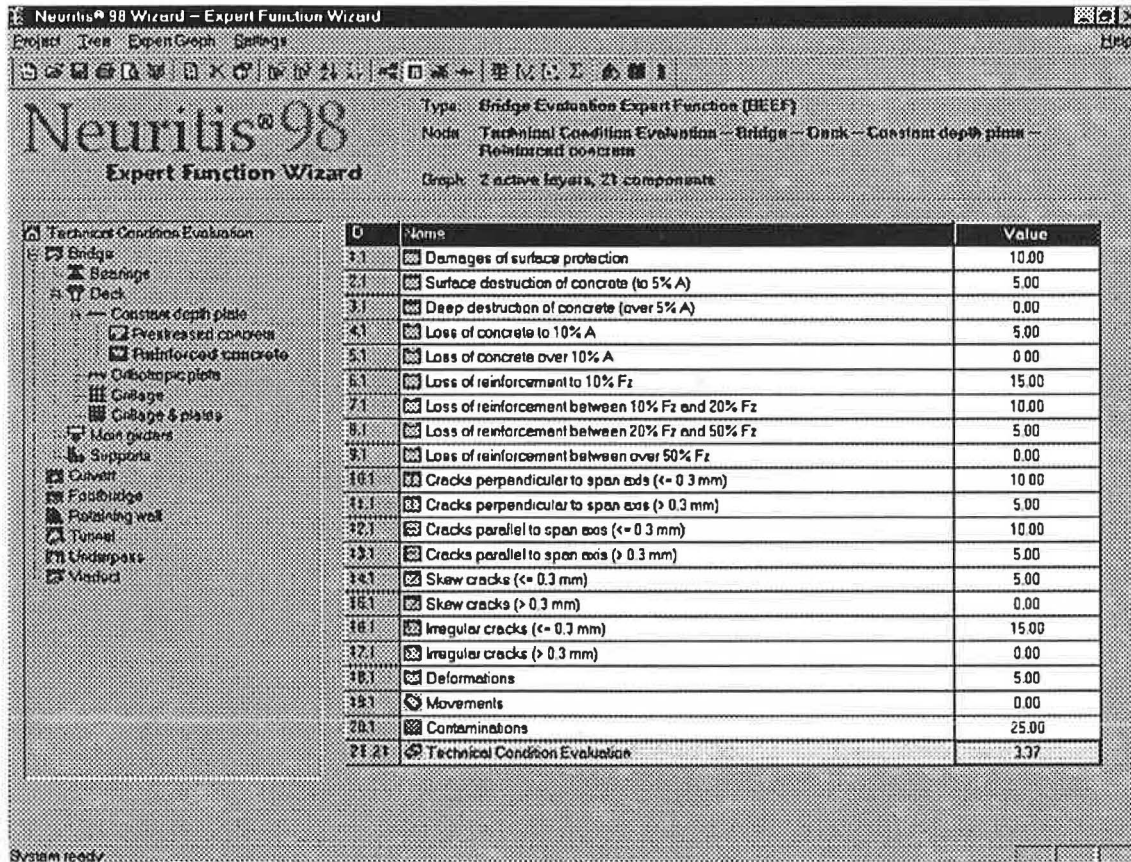 Neuritis® 98 Wizard – Expert Function Wizard
Project Tree Expert Graph Settings Help
Neuritis® 98
Expert Function Wizard
Type: Bridge Evaluation Expert Function (BEEF)
Node: Technical Condition Evaluation – Bridge – Deck – Constant depth plate –
Reinforced concrete
Graph: 2 active layers, 21 components
Technical Condition Evaluation
Bridge
Bearings
Deck
Constant depth plate
Prestressed concrete
Reinforced concrete
Orthotropic plate
Grillage
Grillage & plates
Main girders
Supports
Culvert
Footbridge
Retaining wall
Tunnel
Underpass
Viaduct
ID Name Value
1.1 Damages of surface protection 10.00
2.1 Surface destruction of concrete (to 5% A) 5.00
3.1 Deep destruction of concrete (over 5% A) 0.00
4.1 Loss of concrete to 10% A 5.00
5.1 Loss of concrete over 10% A 0.00
6.1 Loss of reinforcement to 10% Fz 15.00
7.1 Loss of reinforcement between 10% Fz and 20% Fz 10.00
8.1 Loss of reinforcement between 20% Fz and 50% Fz 5.00
9.1 Loss of reinforcement between over 50% Fz 0.00
10.1 Cracks perpendicular to span axis (<= 0.3 mm) 10.00
11.1 Cracks perpendicular to span axis (> 0.3 mm) 5.00
12.1 Cracks parallel to span axis (<= 0.3 mm) 10.00
13.1 Cracks parallel to span axis (> 0.3 mm) 5.00
14.1 Skew cracks (<= 0.3 mm) 5.00
15.1 Skew cracks (> 0.3 mm) 0.00
16.1 Irregular cracks (<= 0.3 mm) 15.00
17.1 Irregular cracks (> 0.3 mm) 0.00
18.1 Deformations 5.00
19.1 Movements 0.00
20.1 Contaminations 25.00
21.21 Technical Condition Evaluation 3.37
System ready